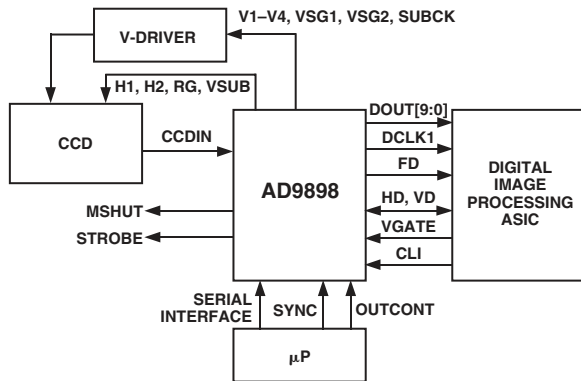 V1–V4, VSG1, VSG2, SUBCK
V-DRIVER
H1, H2, RG, VSUB
DOUT[9:0]
CCD
CCDIN
DCLK1
FD
AD9898
DIGITAL
IMAGE
PROCESSING
ASIC
HD, VD
MSHUT
VGATE
STROBE
CLI
SERIAL
INTERFACE
SYNC
OUTCONT
μP